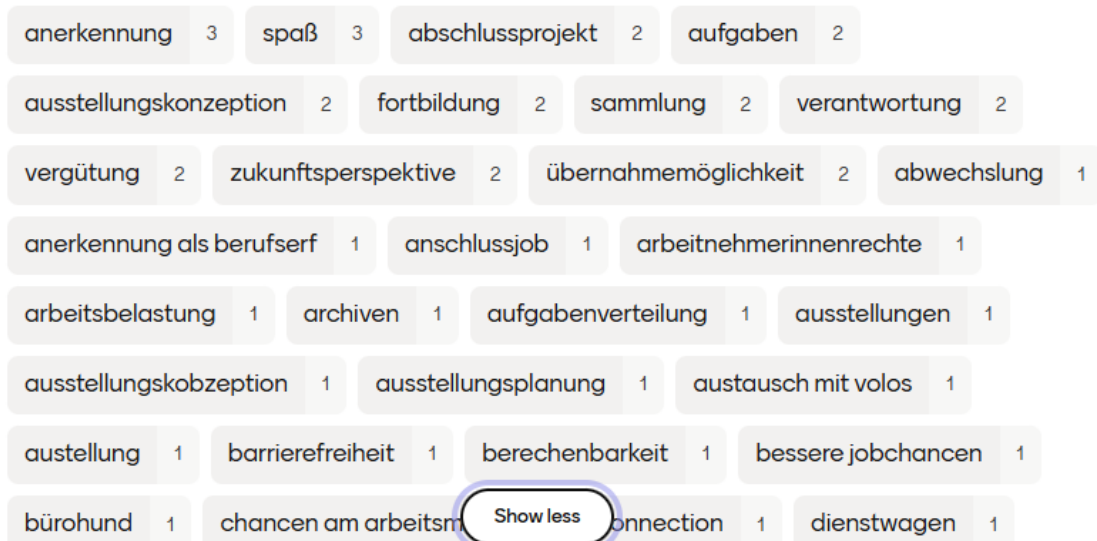 anerkennung 3 spaß 3 abschlussprojekt 2 aufgaben 2
ausstellungskonzeption 2 fortbildung 2 sammlung 2 verantwortung 2
vergütung 2 zukunftsperspektive 2 übernahmemöglichkeit 2 abwechslung 1
anerkennung als berufserf 1 anschlussjob 1 arbeitnehmerinnenrechte 1
arbeitsbelastung 1 archiven 1 aufgabenverteilung 1 ausstellungen 1
ausstellungskobzeption 1 ausstellungsplanung 1 austausch mit volos 1
austellung 1 barrierefreiheit 1 berechenbarkeit 1 bessere jobchancen 1
bürohund 1 chancen am Show less 1 dienstwagen 1